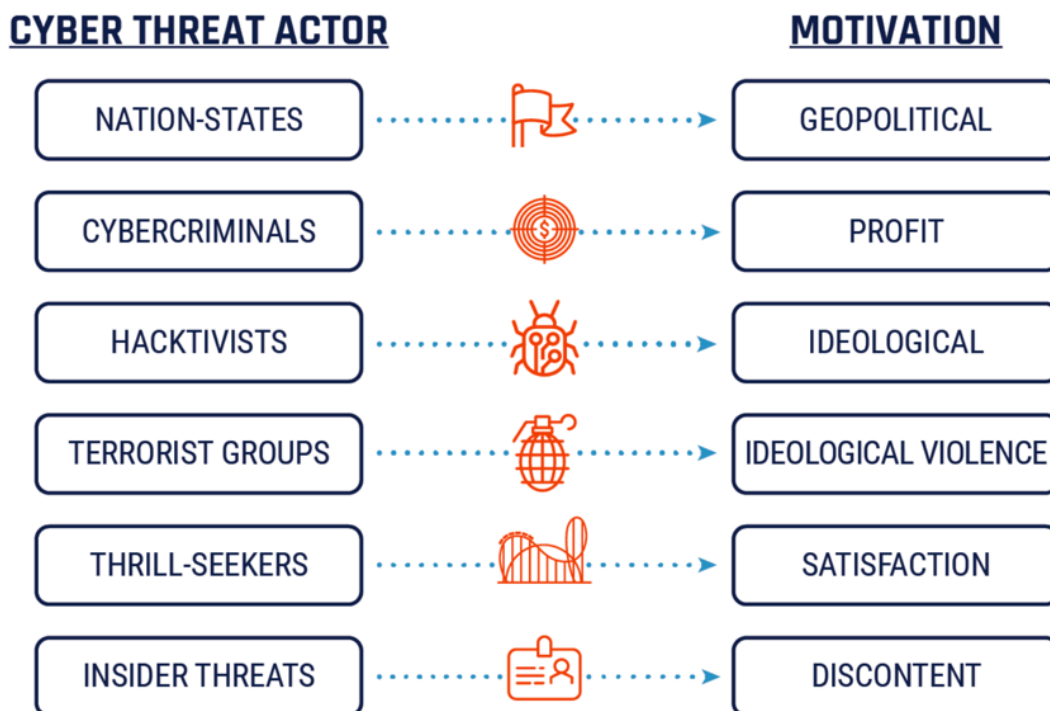 CYBER THREAT ACTOR MOTIVATION
NATION-STATES GEOPOLITICAL
CYBERCRIMINALS $ PROFIT
HACKTIVISTS IDEOLOGICAL
TERRORIST GROUPS IDEOLOGICAL VIOLENCE
THRILL-SEEKERS SATISFACTION
INSIDER THREATS DISCONTENT